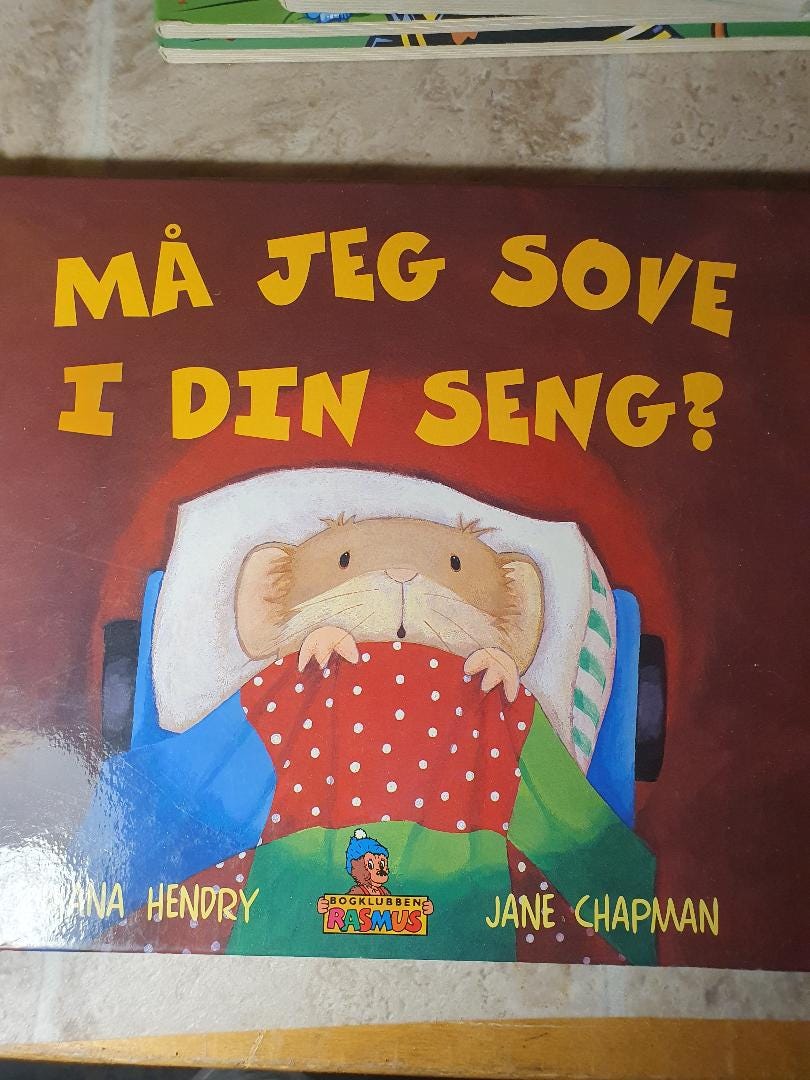 MÅ JEG SOVE
I DIN SENG?
HENDRY
BOGKLUBBEN
RASMUS
JANE CHAPMAN